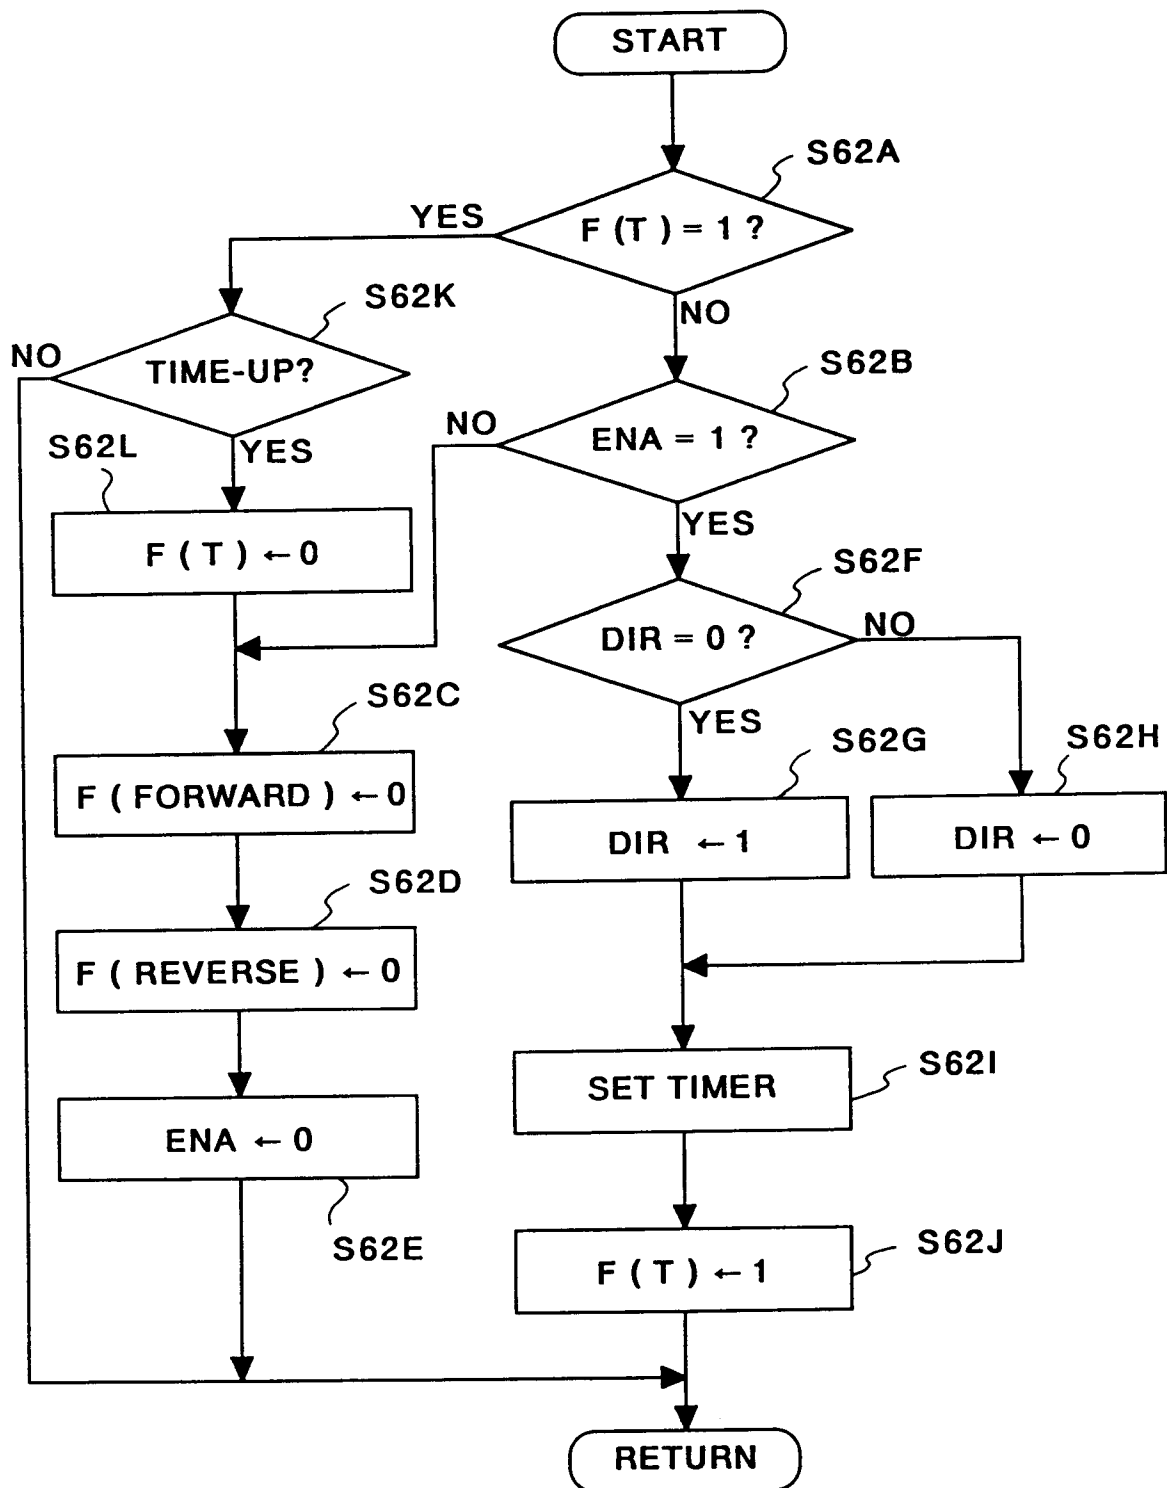 START
S62A
YES
F (T) = 1 ?
S62K
NO
NO
TIME-UP?
S62B
NO
ENA = 1 ?
S62L
YES
YES
F ( T ) ← 0
S62F
DIR = 0 ?
NO
S62C
YES
S62G
S62H
F ( FORWARD ) ← 0
DIR ← 1
DIR ← 0
S62D
F ( REVERSE ) ← 0
S62I
SET TIMER
ENA ← 0
S62E
S62J
F ( T ) ← 1
RETURN